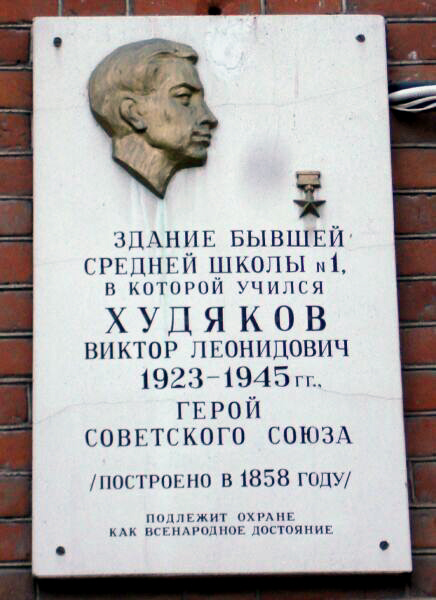 ЗДАНИЕ БЫВШЕЙ
СРЕДНЕЙ ШКОЛЫ N1,
В КОТОРОЙ УЧИЛСЯ
ХУДЯКОВ
ВИКТОР ЛЕОНИДОВИЧ
1923-1945 ГГ.,
ГЕРОЙ
СОВЕТСКОГО СОЮЗА
/ПОСТРОЕНО В 1858 ГОДУ/
ПОДЛЕЖИТ ОХРАНЕ
КАК ВСЕНАРОДНОЕ ДОСТОЯНИЕ